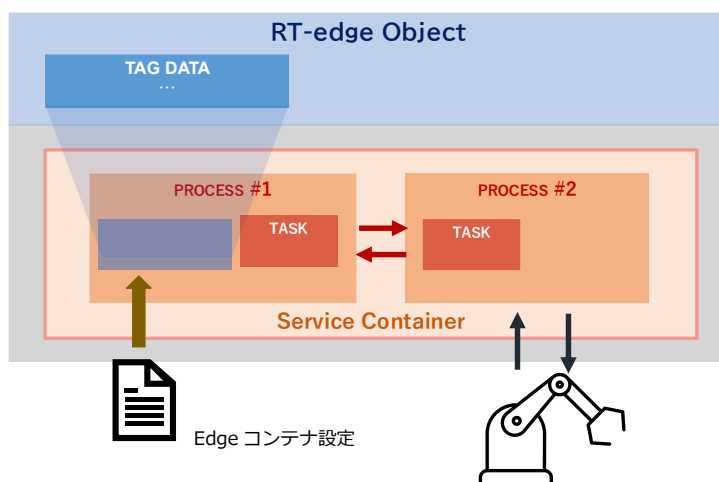 RT-edge Object
TAG DATA
…
PROCESS #1
PROCESS #2
TASK
TASK
Service Container
Edge コンテナ設定